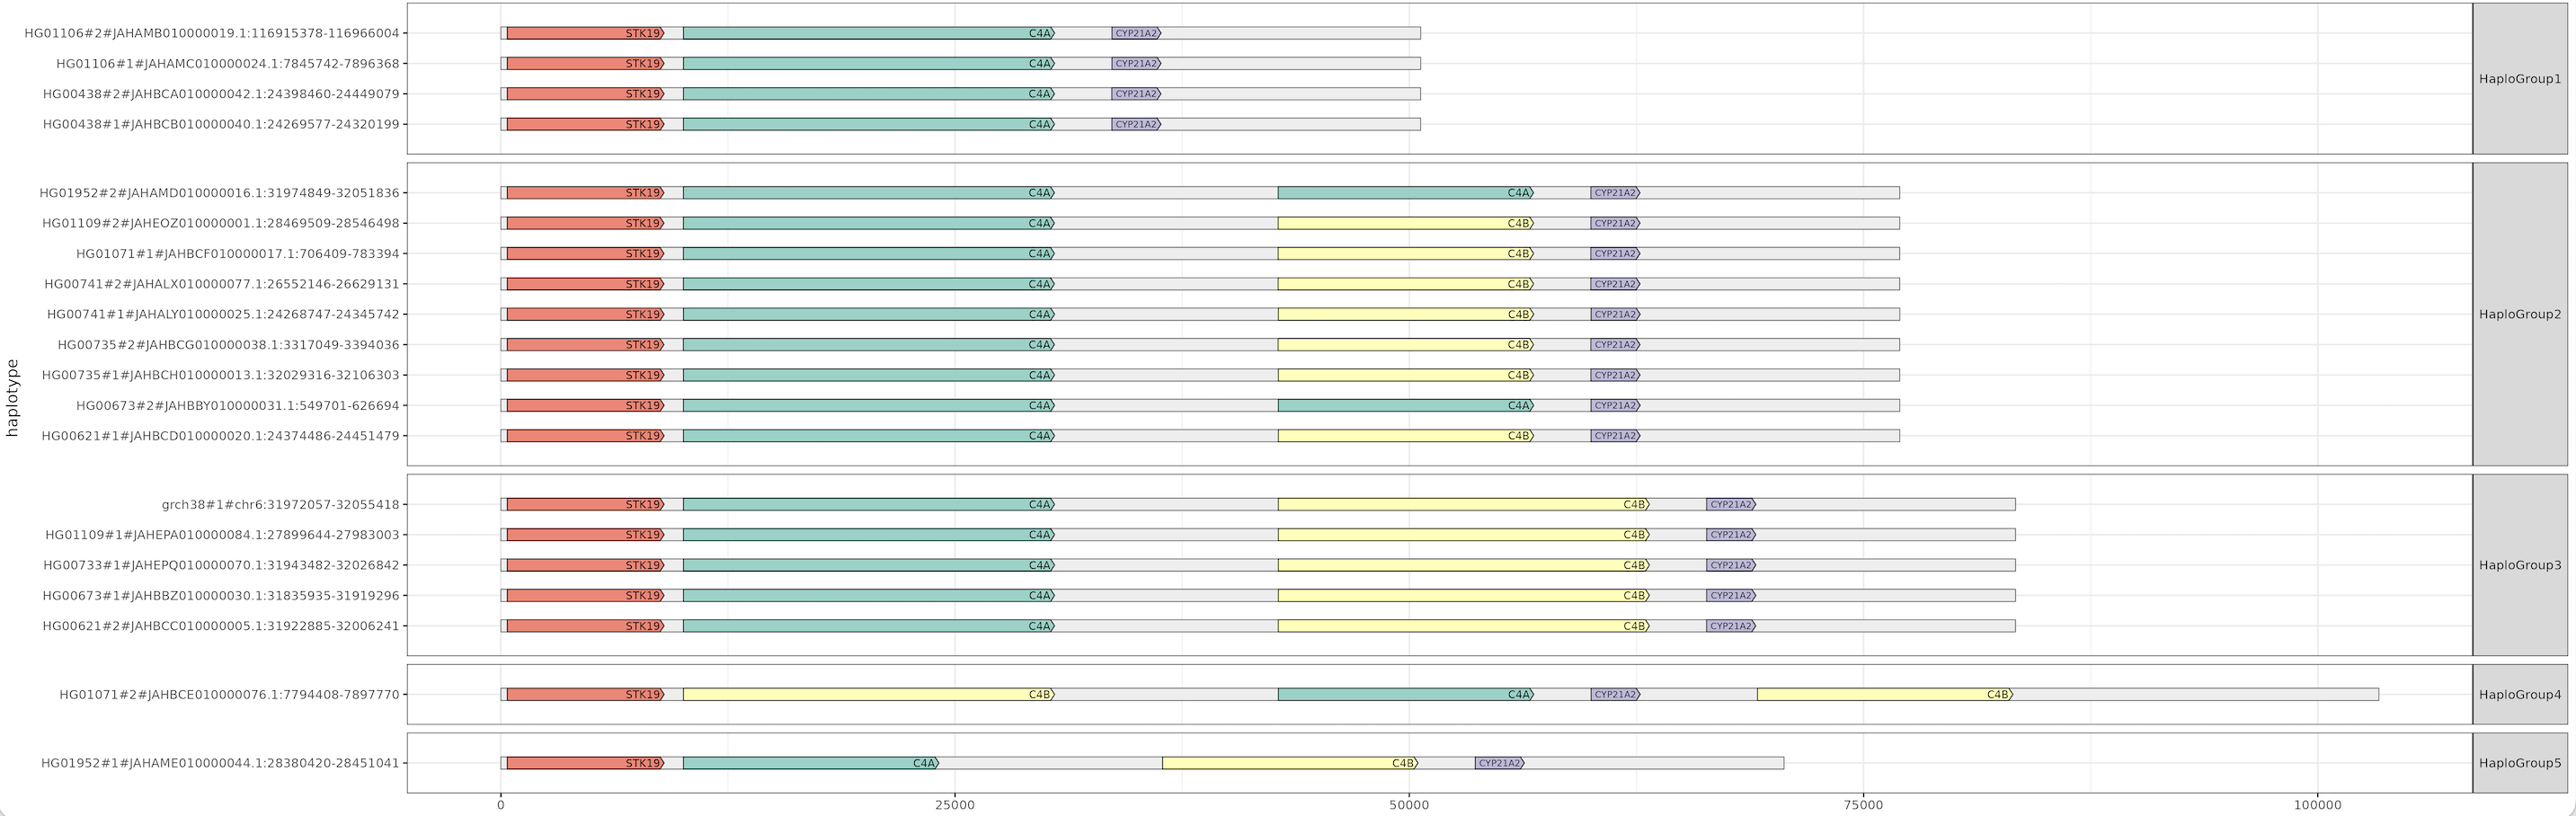 HG01106#2#JAHAMB010000019.1:116915378-116966004 STK19 C4A CYP21A2
HG01106#1#JAHAMC010000024.1:7845742-7896368 STK19 C4A CYP21A2
HaploGroup1
HG00438#2#JAHBCA010000042.1:24398460-24449079 STK19 C4A CYP21A2
HG00438#1#JAHBCB010000040.1:24269577-24320199 STK19 C4A CYP21A2
HG01952#2#JAHAMD010000016.1:31974849-32051836 STK19 C4A C4A CYP21A2
HG01109#2#JAHEOZ010000001.1:28469509-28546498 STK19 C4A C4B CYP21A2
HG01071#1#JAHBCF010000017.1:706409-783394 STK19 C4A C4B CYP21A2
HG00741#2#JAHALX010000077.1:26552146-26629131 STK19 C4A C4B CYP21A2
HG00741#1#JAHALY010000025.1:24268747-24345742 STK19 C4A C4B CYP21A2 HaploGroup2
HG00735#2#JAHBCG010000038.1:3317049-3394036 STK19 C4A C4B CYP21A2
HG00735#1#JAHBCH010000013.1:32029316-32106303 STK19 C4A C4B CYP21A2
haplotype
HG00673#2#JAHBBY010000031.1:549701-626694 STK19 C4A C4A CYP21A2
HG00621#1#JAHBCD010000020.1:24374486-24451479 STK19 C4A C4B CYP21A2
grch38#1#chr6:31972057-32055418 STK19 C4A C4B CYP21A2
HG01109#1#JAHEPA010000084.1:27899644-27983003 STK19 C4A C4B CYP21A2
HG00733#1#JAHEPQ010000070.1:31943482-32026842 STK19 C4A C4B CYP21A2 HaploGroup3
HG00673#1#JAHBBZ010000030.1:31835935-31919296 STK19 C4A C4B CYP21A2
HG00621#2#JAHBCC010000005.1:31922885-32006241 STK19 C4A C4B CYP21A2
HG01071#2#JAHBCE010000076.1:7794408-7897770 STK19 C4B C4A CYP21A2 C4B HaploGroup4
HG01952#1#JAHAME010000044.1:28380420-28451041 STK19 C4A C4B CYP21A2 HaploGroup5
0 25000 50000 75000 100000